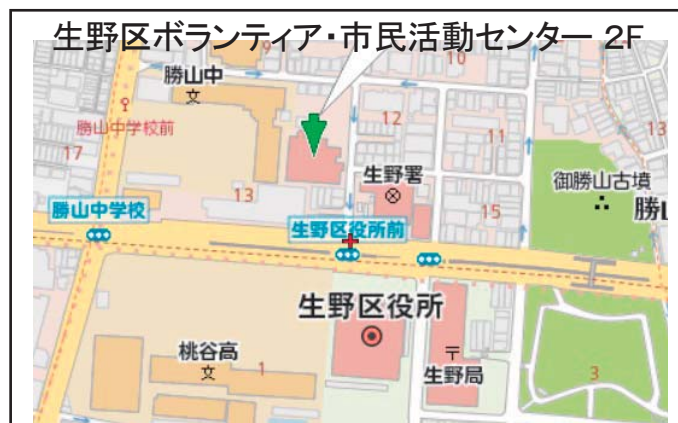 生野区ボランティア・市民活動センター 2F
9
10
勝山中
文
勝山中学校前
12
11
13
17
生野署
御勝山古墳
13
15
勝山中学校
生野区役所前
生野区役所
桃谷高
文
1
〒
生野局
3